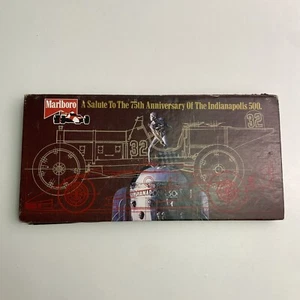 Marlboro
A Salute To The 75th Anniversary Of The Indianapolis 500.
32
32